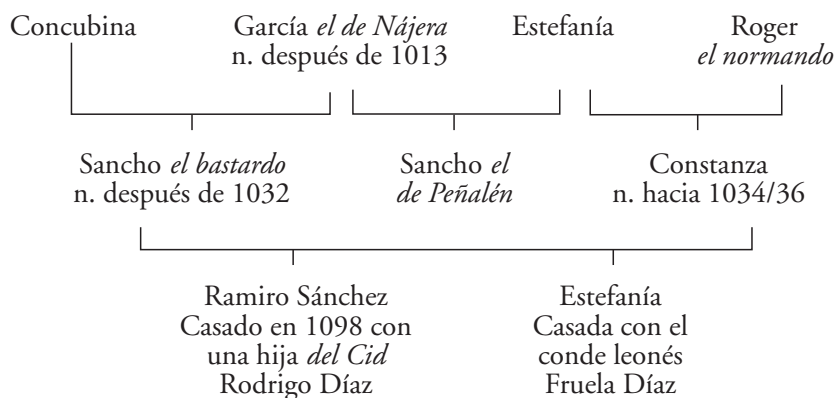 Concubina
García el de Nájera
n. después de 1013
Estefanía
Roger
el normando
Sancho el bastardo
n. después de 1032
Sancho el
de Peñalén
Constanza
n. hacia 1034/36
Ramiro Sánchez
Casado en 1098 con
una hija del Cid
Rodrigo Díaz
Estefanía
Casada con el
conde leonés
Fruela Díaz